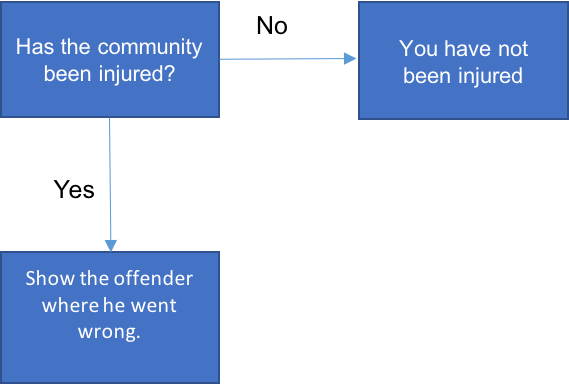 Has the community
been injured?
No
You have not
been injured
Yes
Show the offender
where he went
wrong.